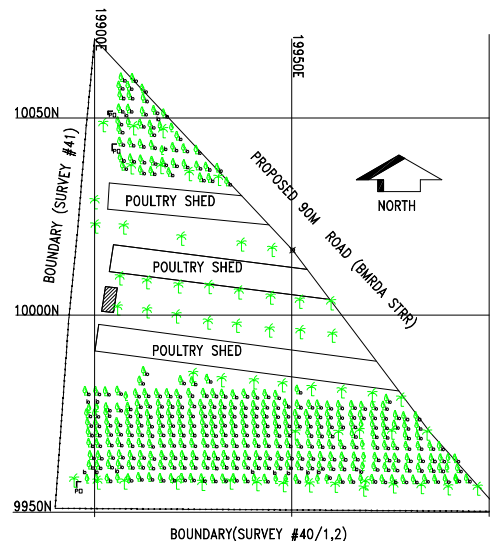 19900E
19950E
10050N
BOUNDARY (SURVEY #41)
PROPOSED 90M ROAD (BMRDA STRR)
NORTH
POULTRY SHED
POULTRY SHED
10000N
POULTRY SHED
9950N
BOUNDARY(SURVEY #40/1,2)